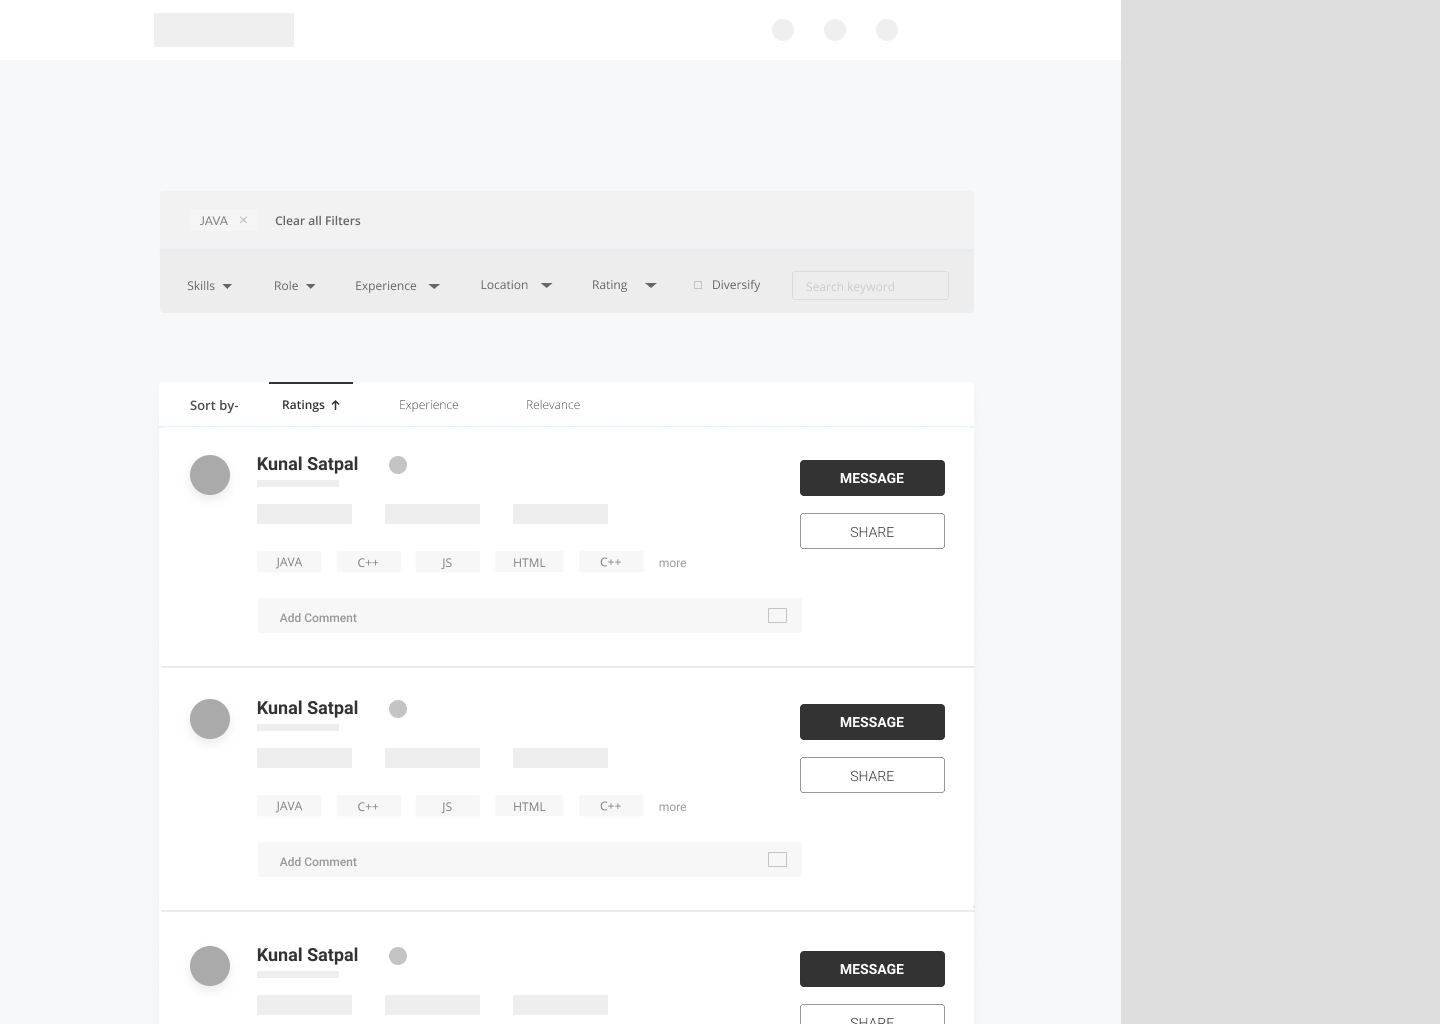 JAVA × Clear all Filters
Skills Role Experience Location Rating Diversify Search keyword
Sort by- Ratings ↑ Experience Relevance
Kunal Satpal
MESSAGE
SHARE
JAVA C++ JS HTML C++ more
Add Comment
Kunal Satpal
MESSAGE
SHARE
JAVA C++ JS HTML C++ more
Add Comment
Kunal Satpal
MESSAGE
SHARE